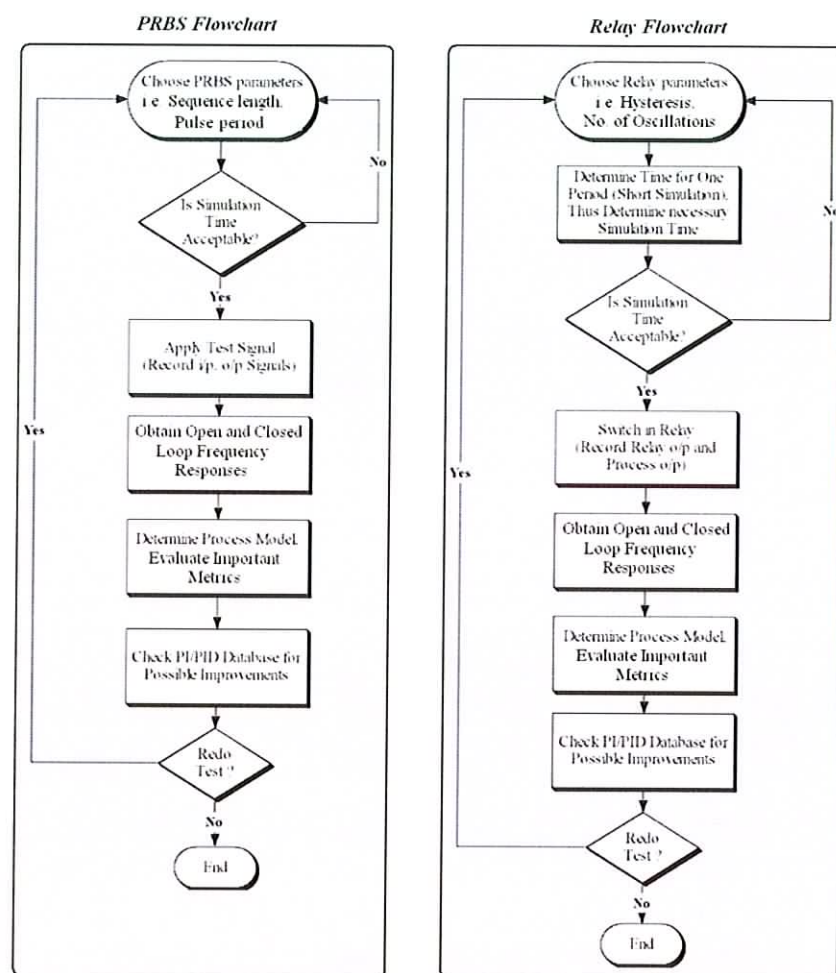 PRBS Flowchart
Choose PRBS parameters
i.e. Sequence length,
Pulse period
No
Is Simulation
Time
Acceptable?
Yes
Apply Test Signal
(Record i/p, o/p Signals)
Yes
Obtain Open and Closed
Loop Frequency
Responses
Determine Process Model.
Evaluate Important
Metrics
Check PI/PID Database for
Possible Improvements
Redo
Test ?
No
End
Relay Flowchart
Choose Relay parameters
i.e. Hysteresis,
No. of Oscillations
Determine Time for One
Period (Short Simulation),
Thus Determine necessary
Simulation Time
No
Is Simulation
Time
Acceptable?
Yes
Switch in Relay
(Record Relay o/p and
Process o/p)
Yes
Obtain Open and Closed
Loop Frequency
Responses
Determine Process Model.
Evaluate Important
Metrics
Check PI/PID Database for
Possible Improvements
Redo
Test ?
No
End